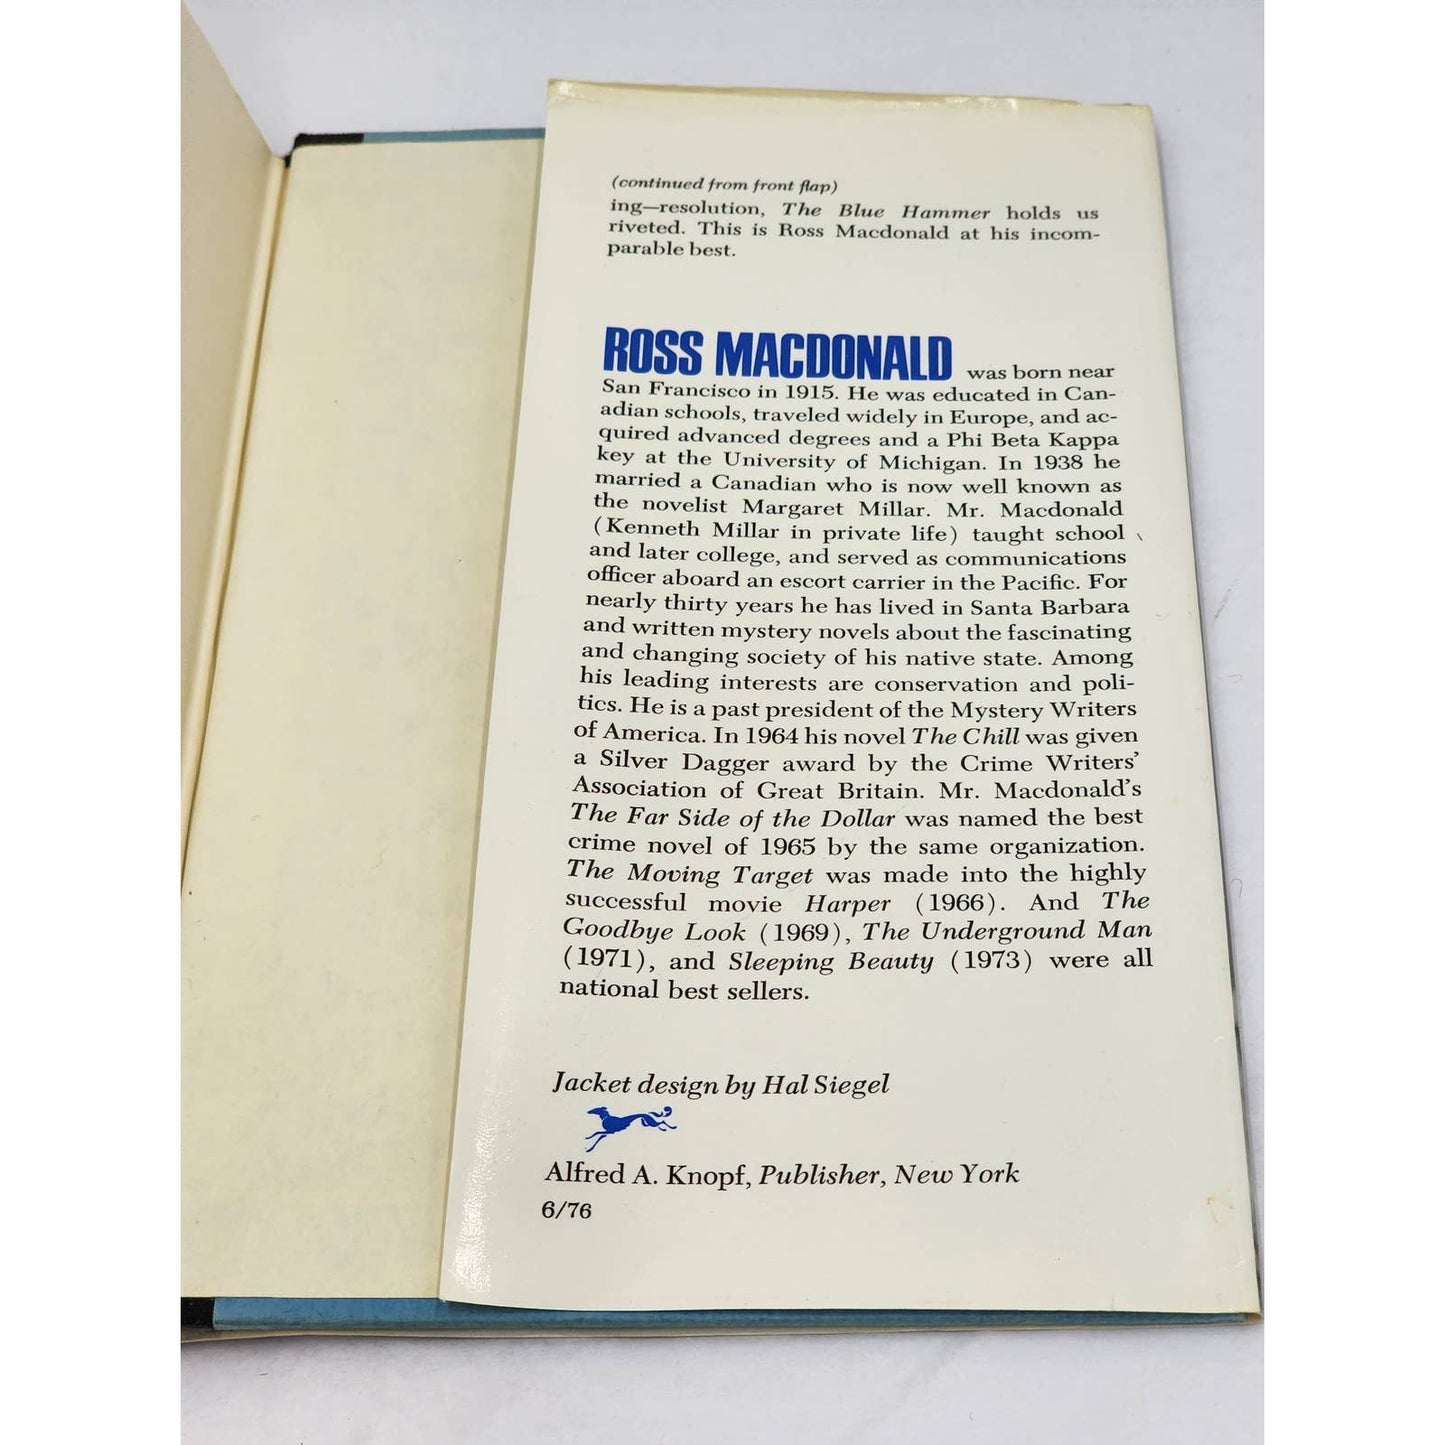 (continued from front flap)
ing—resolution, The Blue Hammer holds us
riveted. This is Ross Macdonald at his incom-
parable best.
ROSS MACDONALD was born near
San Francisco in 1915. He was educated in Can-
adian schools, traveled widely in Europe, and ac-
quired advanced degrees and a Phi Beta Kappa
key at the University of Michigan. In 1938 he
married a Canadian who is now well known as
the novelist Margaret Millar. Mr. Macdonald
(Kenneth Millar in private life) taught school
and later college, and served as communications
officer aboard an escort carrier in the Pacific. For
nearly thirty years he has lived in Santa Barbara
and written mystery novels about the fascinating
and changing society of his native state. Among
his leading interests are conservation and poli-
tics. He is a past president of the Mystery Writers
of America. In 1964 his novel The Chill was given
a Silver Dagger award by the Crime Writers'
Association of Great Britain. Mr. Macdonald's
The Far Side of the Dollar was named the best
crime novel of 1965 by the same organization.
The Moving Target was made into the highly
successful movie Harper (1966). And The
Goodbye Look (1969), The Underground Man
(1971), and Sleeping Beauty (1973) were all
national best sellers.
Jacket design by Hal Siegel
Alfred A. Knopf, Publisher, New York
6/76